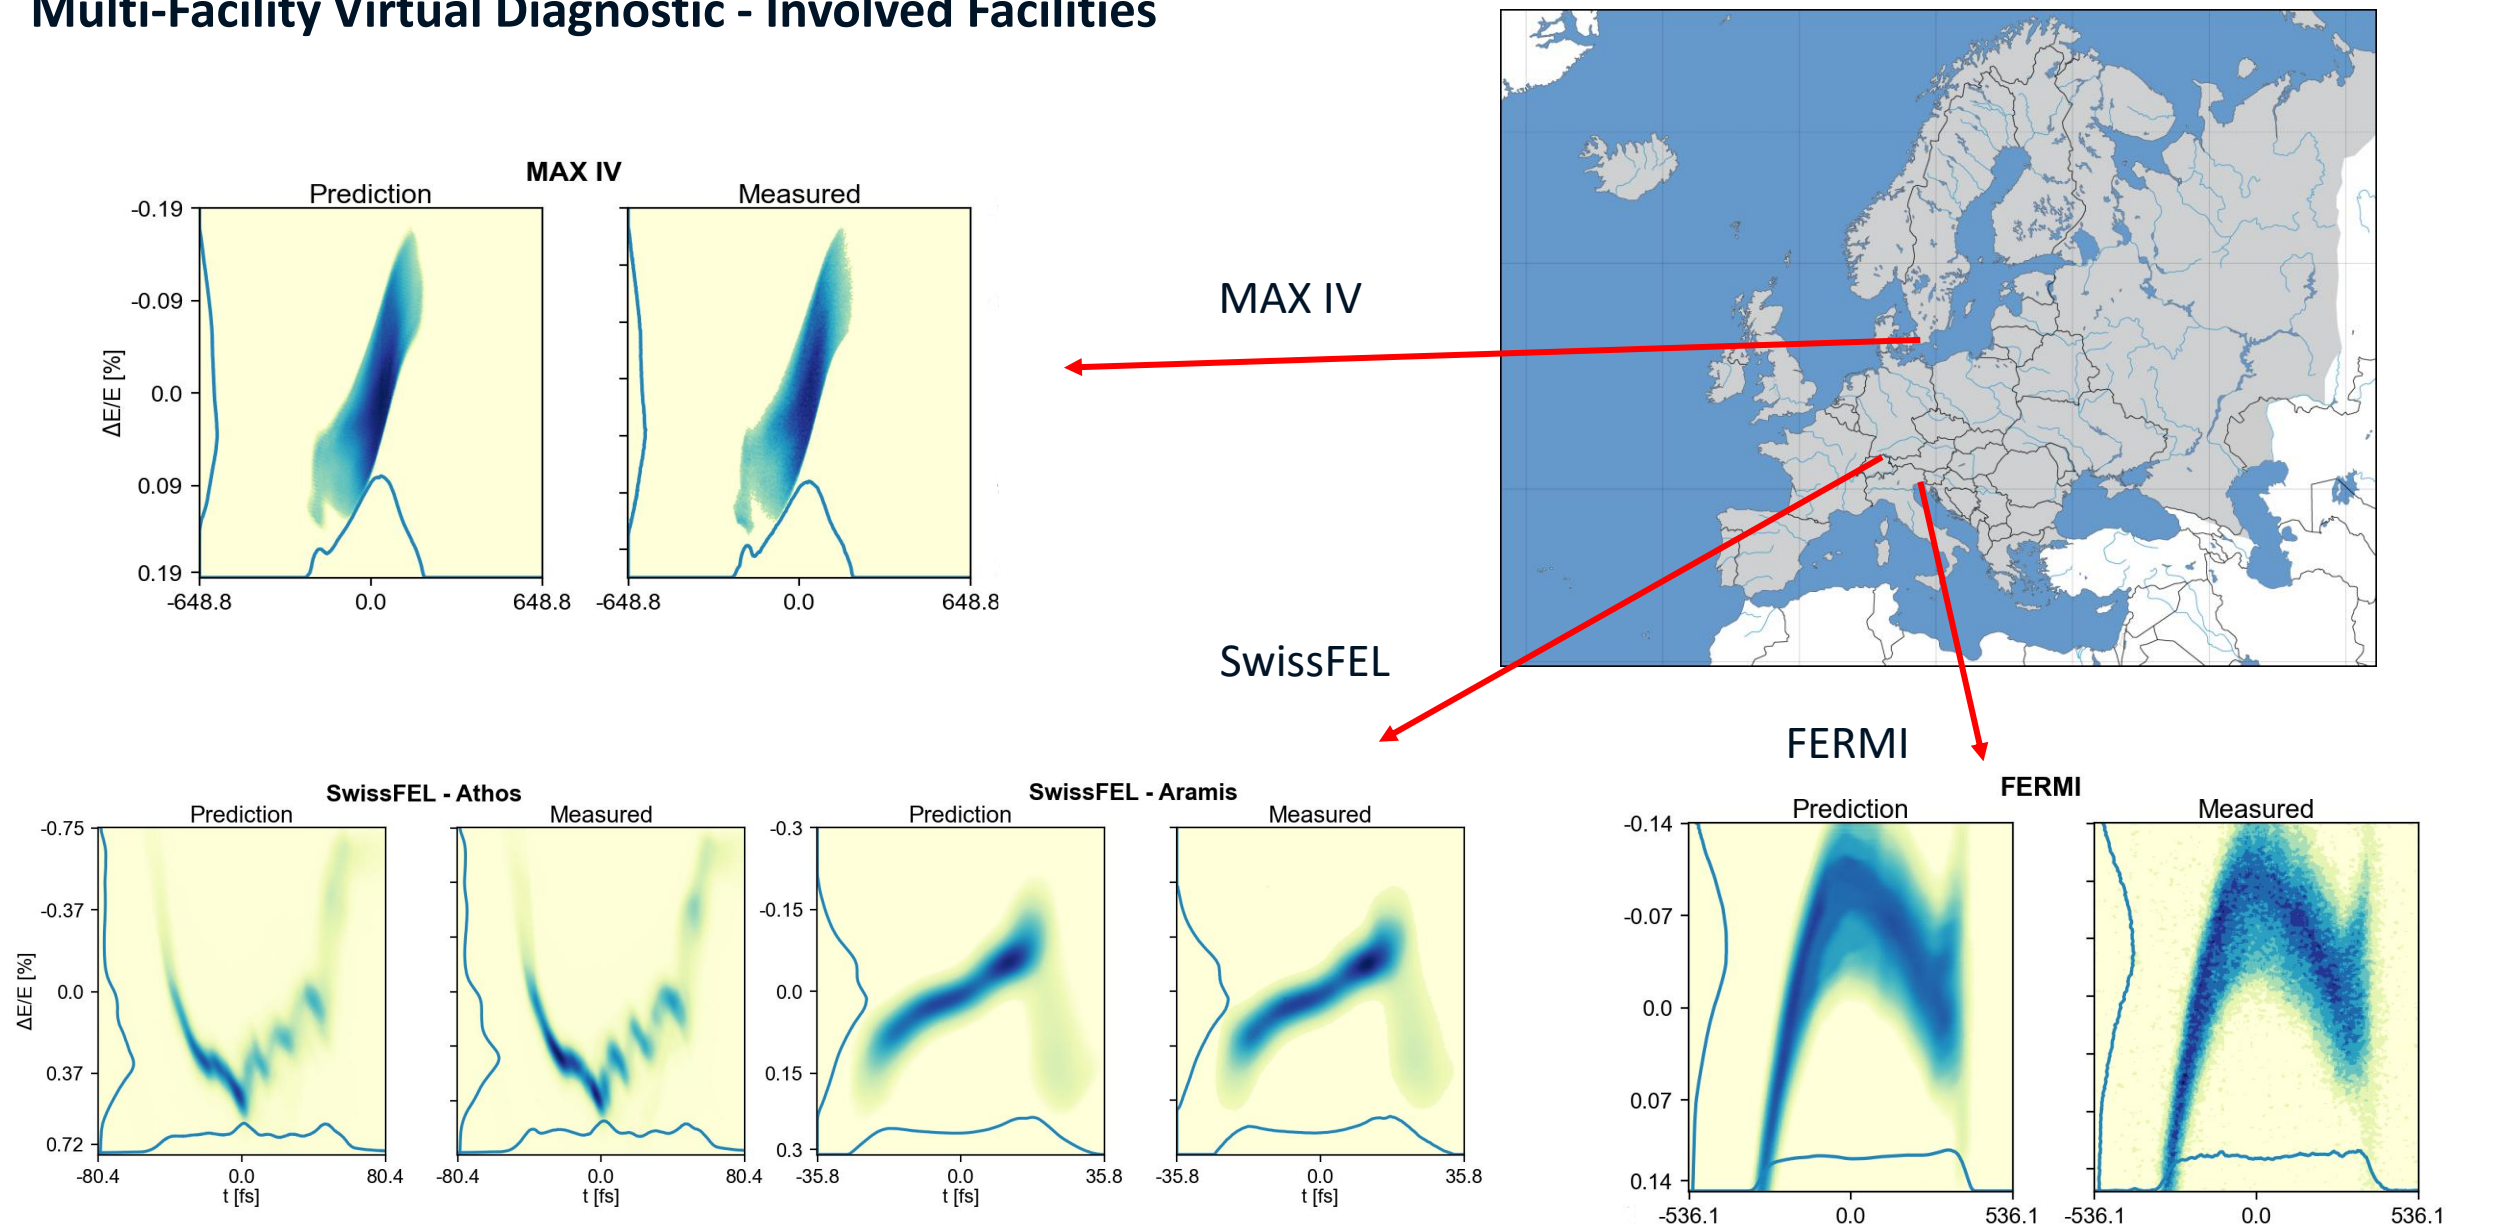 Multi-Facility Virtual Diagnostic - Involved Facilities
MAX IV
Prediction
Measured
-0.19
-0.09
0.0
0.09
0.19
ΔE/E [%]
-648.8
0.0
648.8
-648.8
0.0
648.8
MAX IV
SwissFEL
FERMI
SwissFEL - Athos
Prediction
Measured
-0.75
-0.37
0.0
0.37
0.72
ΔE/E [%]
-80.4
0.0
80.4
t [fs]
-80.4
0.0
80.4
t [fs]
SwissFEL - Aramis
Prediction
Measured
-0.3
-0.15
0.0
0.15
0.3
-35.8
0.0
35.8
t [fs]
-35.8
0.0
35.8
t [fs]
FERMI
Prediction
Measured
-0.14
-0.07
0.0
0.07
0.14
-536.1
0.0
536.1
-536.1
0.0
536.1